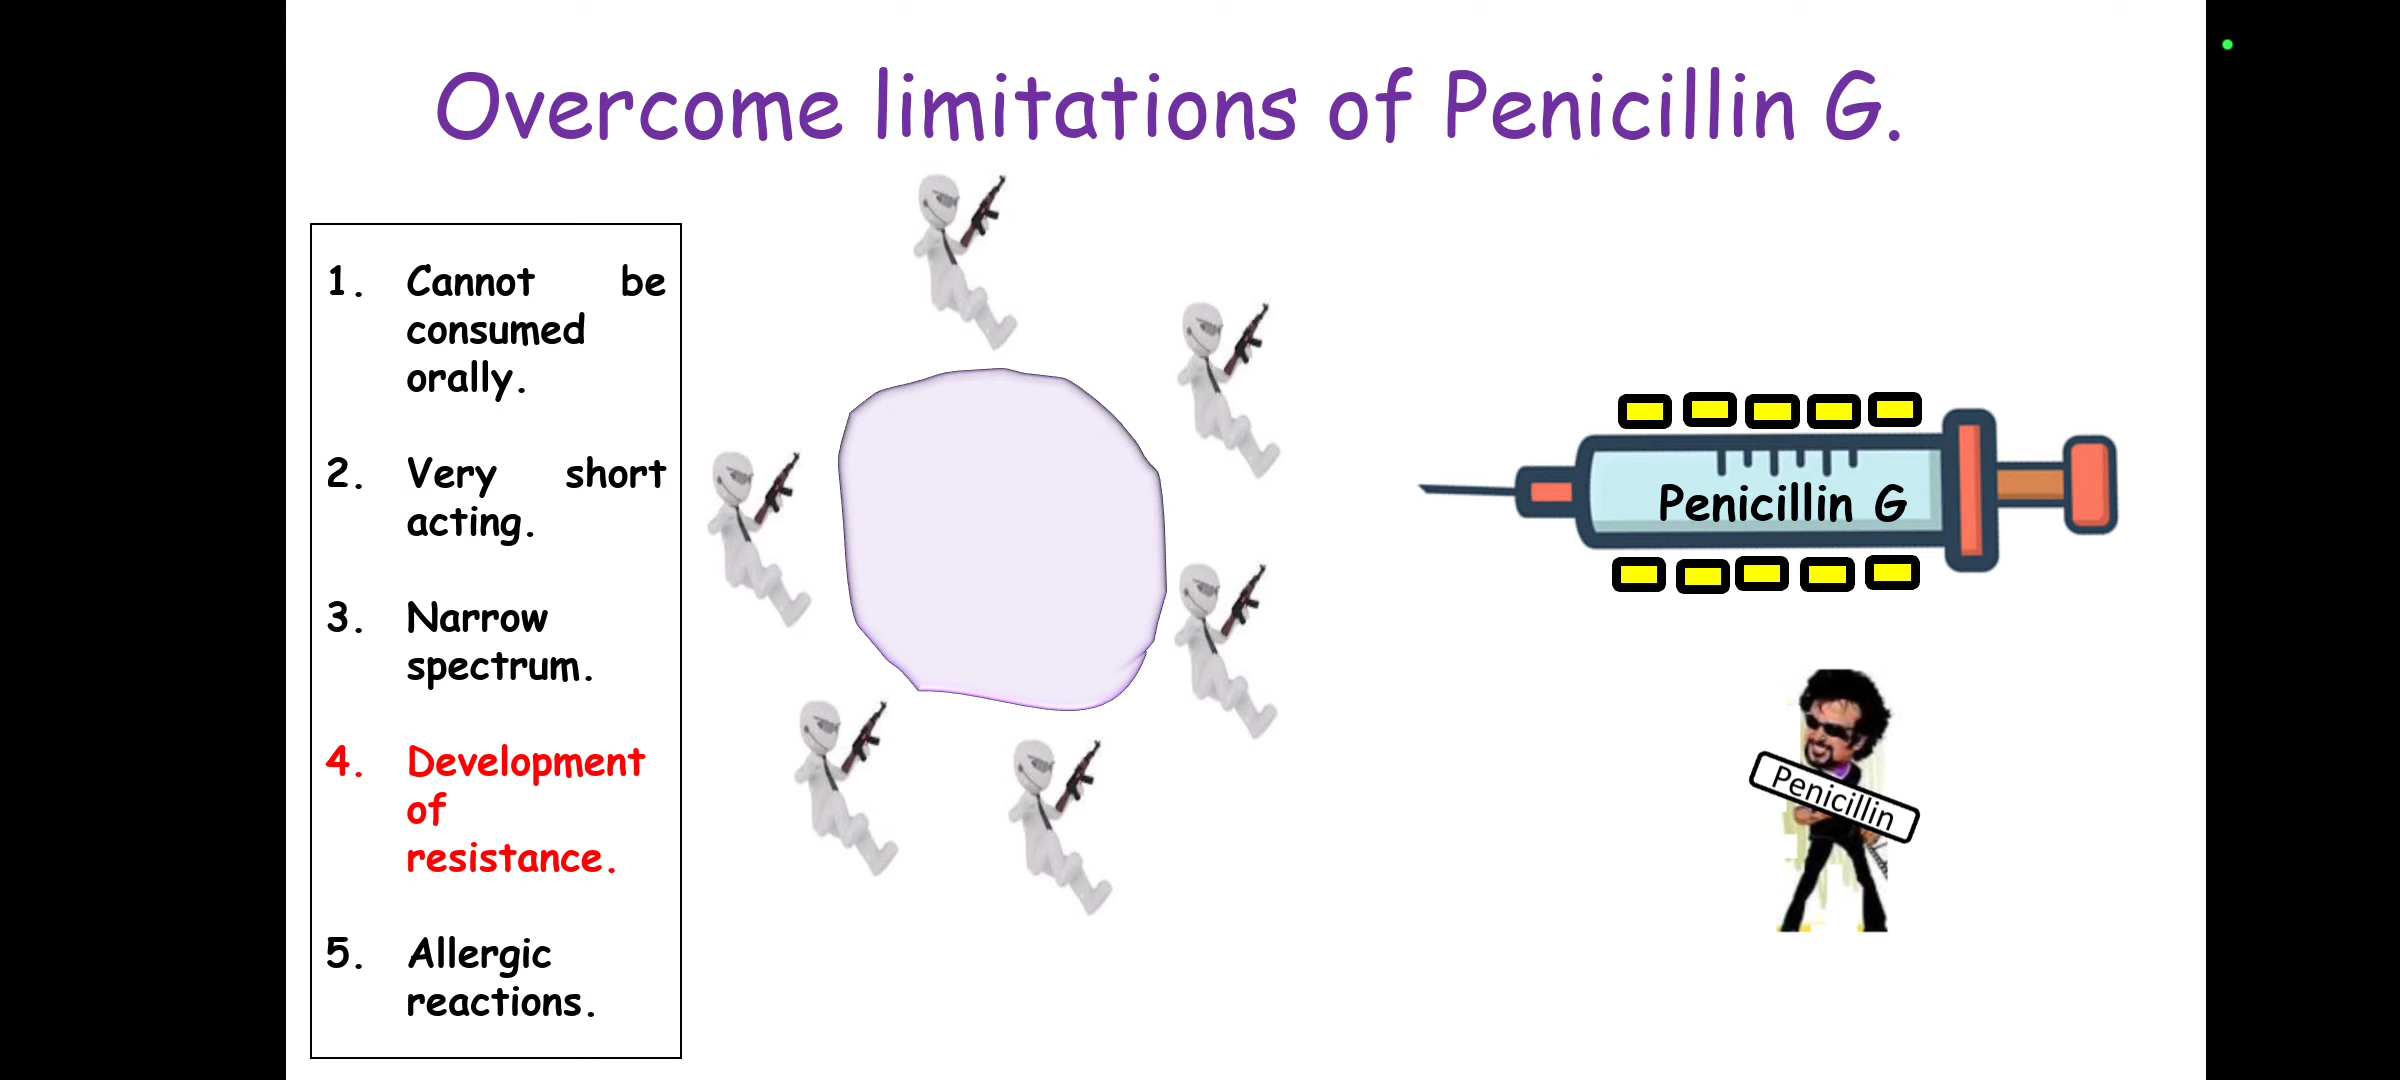 Overcome limitations of Penicillin G.
1. Cannot be
consumed
orally.
2. Very short
acting.
3. Narrow
spectrum.
4. Development
of
resistance.
5. Allergic
reactions.
Penicillin G
Penicillin